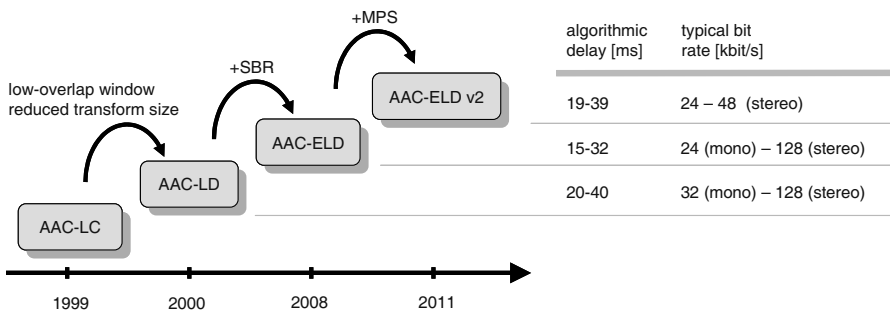 +MPS
+SBR
low-overlap window
reduced transform size
AAC-ELD v2
AAC-ELD
AAC-LD
AAC-LC
1999
2000
2008
2011
algorithmic
delay [ms]
typical bit
rate [kbit/s]
19-39
24 – 48 (stereo)
15-32
24 (mono) – 128 (stereo)
20-40
32 (mono) – 128 (stereo)